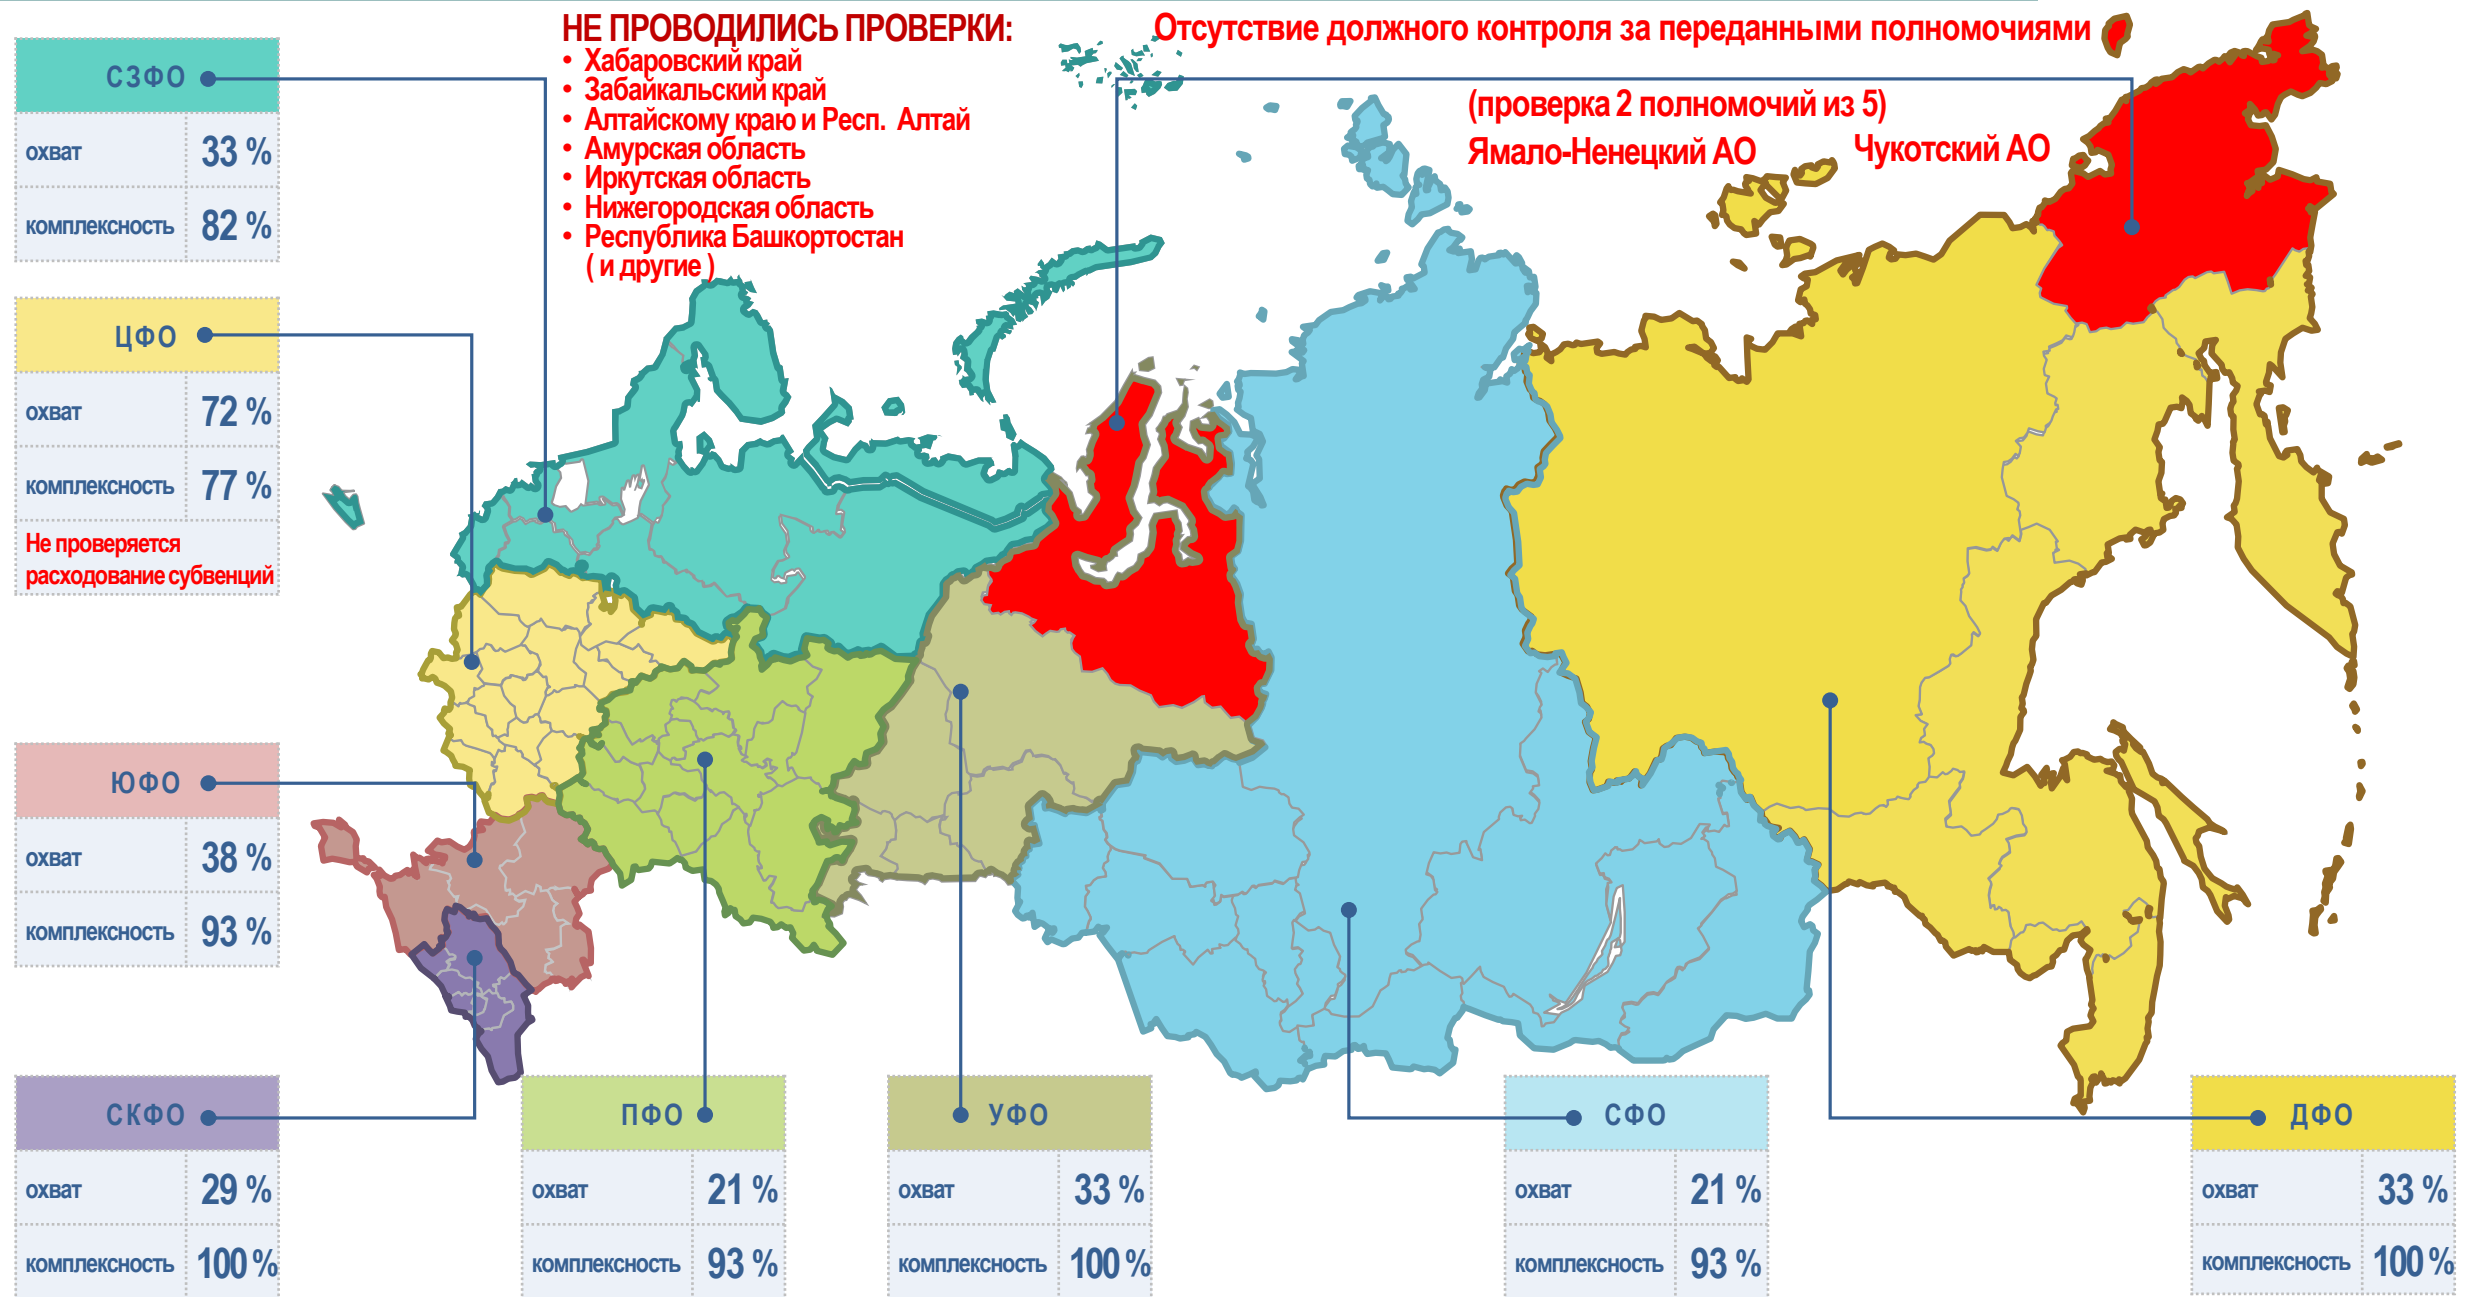 НЕ ПРОВОДИЛИСЬ ПРОВЕРКИ:
• Хабаровский край
• Забайкальский край
• Алтайскому краю и Респ. Алтай
• Амурская область
• Иркутская область
• Нижегородская область
• Республика Башкортостан
( и другие )
Отсутствие должного контроля за переданными полномочиями
(проверка 2 полномочий из 5)
Ямало-Ненецкий АО
Чукотский АО
СЗФО
охват 33 %
комплексность 82 %
ЦФО
охват 72 %
комплексность 77 %
Не проверяется
расходование субвенций
ЮФО
охват 38 %
комплексность 93 %
СКФО
охват 29 %
комплексность 100 %
ПФО
охват 21 %
комплексность 93 %
УФО
охват 33 %
комплексность 100 %
СФО
охват 21 %
комплексность 93 %
ДФО
охват 33 %
комплексность 100 %